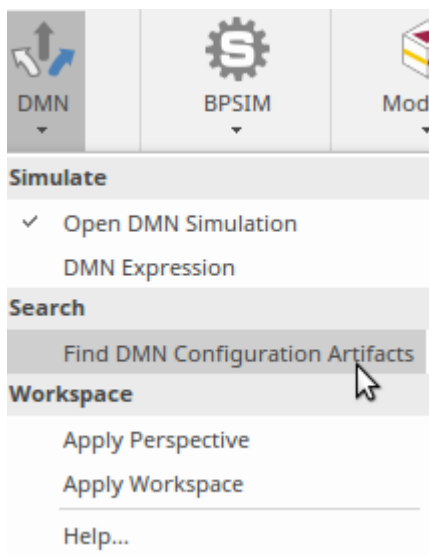 DMN
BPSIM
Mod
Simulate
Open DMN Simulation
DMN Expression
Search
Find DMN Configuration Artifacts
Workspace
Apply Perspective
Apply Workspace
Help...